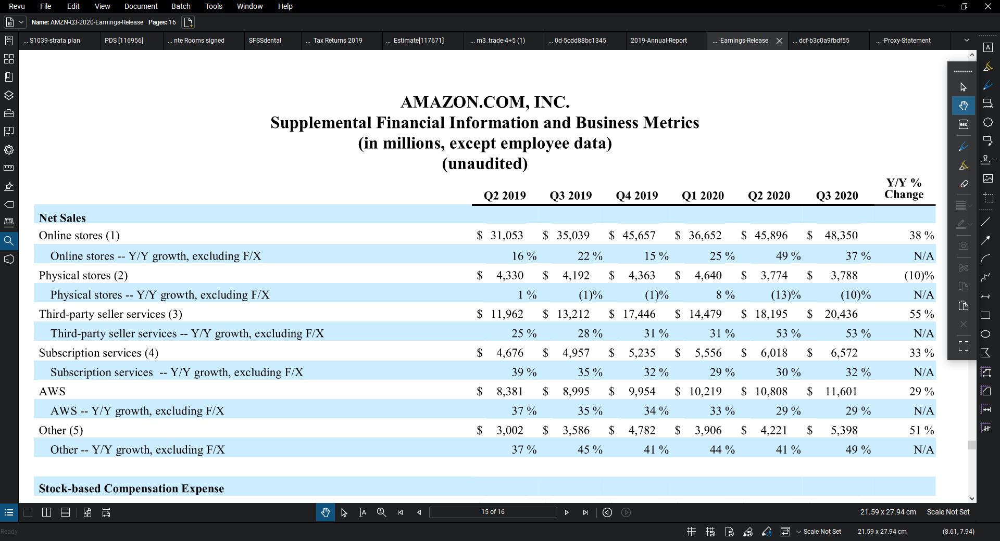 Revu File Edit View Document Batch Tools Window Help
Name: AMZN-Q3-2020-Earnings-Release Pages: 16
... S1039-strata plan PDS [116956] ... nte Rooms signed SFSSdental ... Tax Returns 2019 ... Estimate[117671] ... m3_trade-4+5 (1) ... 0d-5cdd88bc1345 2019-Annual-Report ... -Earnings-Release ... dcf-b3c0a9fbdf55 ... -Proxy-Statement
AMAZON.COM, INC.
Supplemental Financial Information and Business Metrics
(in millions, except employee data)
(unaudited)
Q2 2019 Q3 2019 Q4 2019 Q1 2020 Q2 2020 Q3 2020 Y/Y % Change
Net Sales
Online stores (1) $ 31,053 $ 35,039 $ 45,657 $ 36,652 $ 45,896 $ 48,350 38 %
Online stores -- Y/Y growth, excluding F/X 16 % 22 % 15 % 25 % 49 % 37 % N/A
Physical stores (2) $ 4,330 $ 4,192 $ 4,363 $ 4,640 $ 3,774 $ 3,788 (10)%
Physical stores -- Y/Y growth, excluding F/X 1 % (1)% (1)% 8 % (13)% (10)% N/A
Third-party seller services (3) $ 11,962 $ 13,212 $ 17,446 $ 14,479 $ 18,195 $ 20,436 55 %
Third-party seller services -- Y/Y growth, excluding F/X 25 % 28 % 31 % 31 % 53 % 53 % N/A
Subscription services (4) $ 4,676 $ 4,957 $ 5,235 $ 5,556 $ 6,018 $ 6,572 33 %
Subscription services -- Y/Y growth, excluding F/X 39 % 35 % 32 % 29 % 30 % 32 % N/A
AWS $ 8,381 $ 8,995 $ 9,954 $ 10,219 $ 10,808 $ 11,601 29 %
AWS -- Y/Y growth, excluding F/X 37 % 35 % 34 % 33 % 29 % 29 % N/A
Other (5) $ 3,002 $ 3,586 $ 4,782 $ 3,906 $ 4,221 $ 5,398 51 %
Other -- Y/Y growth, excluding F/X 37 % 45 % 41 % 44 % 41 % 49 % N/A
Stock-based Compensation Expense
esc
15 of 16 21.59 x 27.94 cm Scale Not Set
Ready Scale Not Set 21.59 x 27.94 cm (8.61, 7.94)